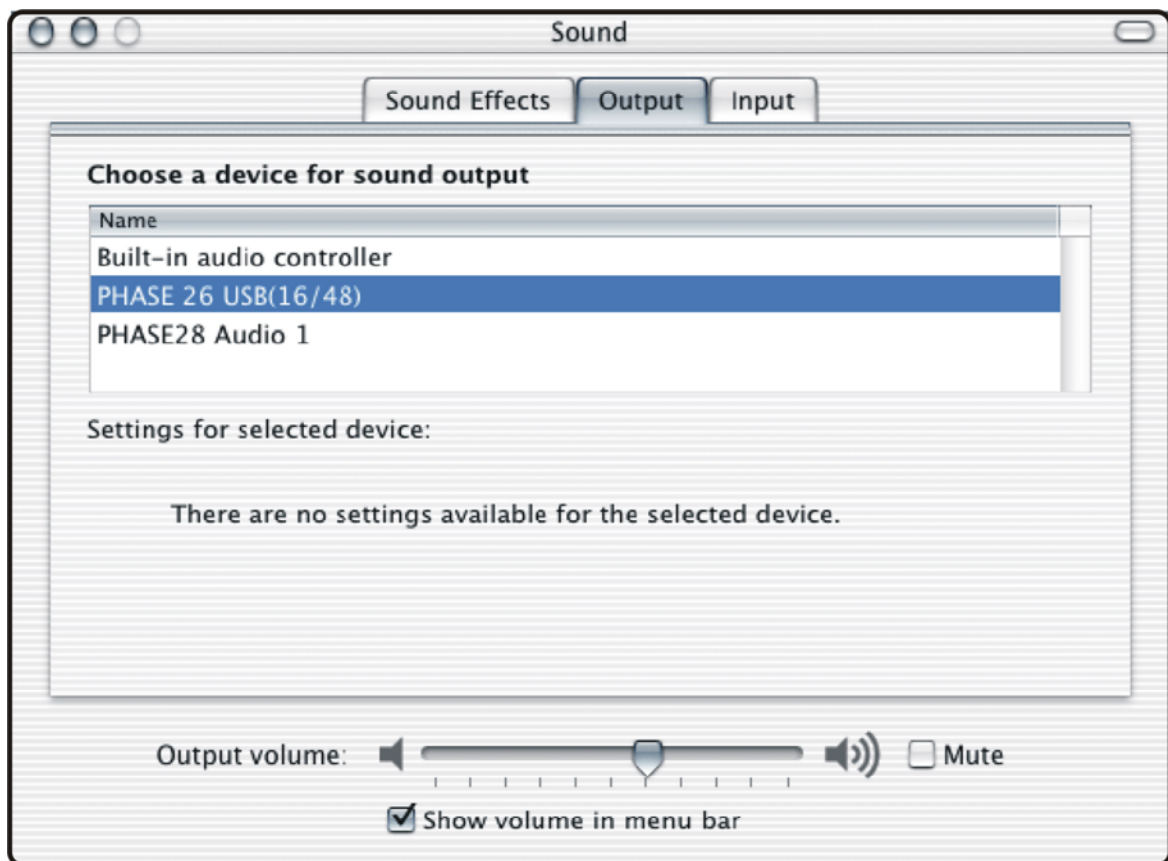 Sound
Sound Effects Output Input
Choose a device for sound output
Name
Built-in audio controller
PHASE 26 USB(16/48)
PHASE28 Audio 1
Settings for selected device:
There are no settings available for the selected device.
Output volume: Mute
Show volume in menu bar